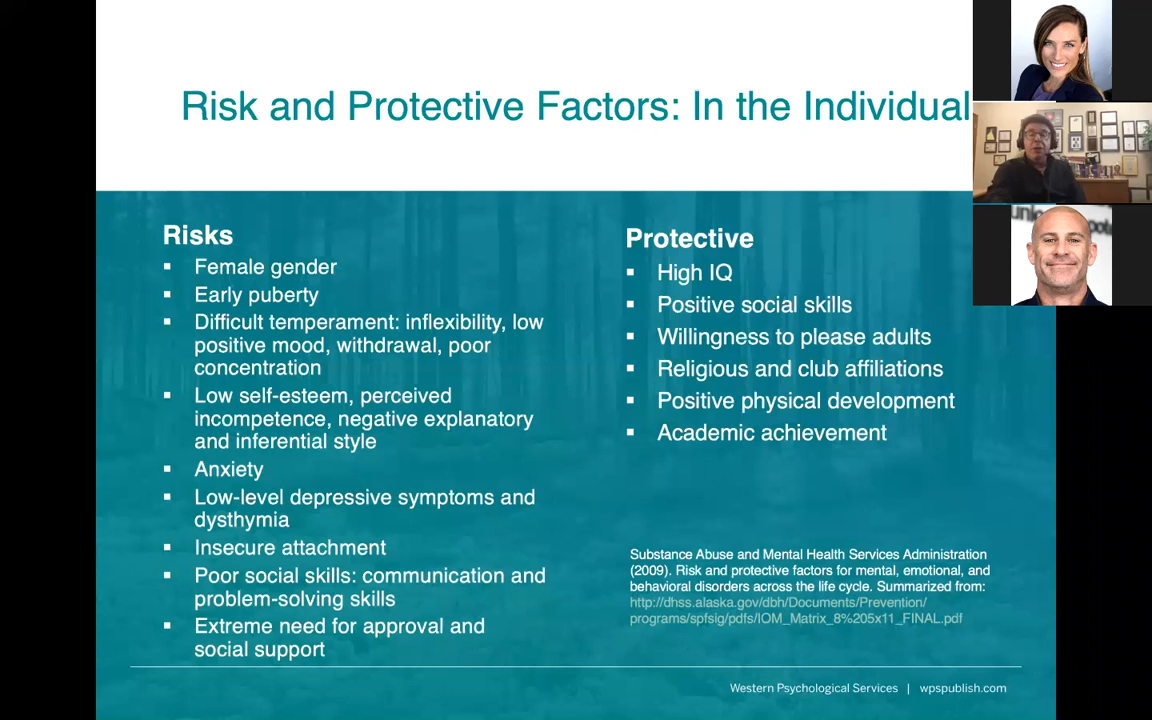 Risk and Protective Factors: In the Individual
Risks
▪ Female gender
▪ Early puberty
▪ Difficult temperament: inflexibility, low
positive mood, withdrawal, poor
concentration
▪ Low self-esteem, perceived
incompetence, negative explanatory
and inferential style
▪ Anxiety
▪ Low-level depressive symptoms and
dysthymia
▪ Insecure attachment
▪ Poor social skills: communication and
problem-solving skills
▪ Extreme need for approval and
social support
Protective
▪ High IQ
▪ Positive social skills
▪ Willingness to please adults
▪ Religious and club affiliations
▪ Positive physical development
▪ Academic achievement
Substance Abuse and Mental Health Services Administration
(2009). Risk and protective factors for mental, emotional, and
behavioral disorders across the life cycle. Summarized from:
http://dhss.alaska.gov/dbh/Documents/Prevention/
programs/spfsig/pdfs/IOM_Matrix_8%205x11_FINAL.pdf
Western Psychological Services | wpspublish.com